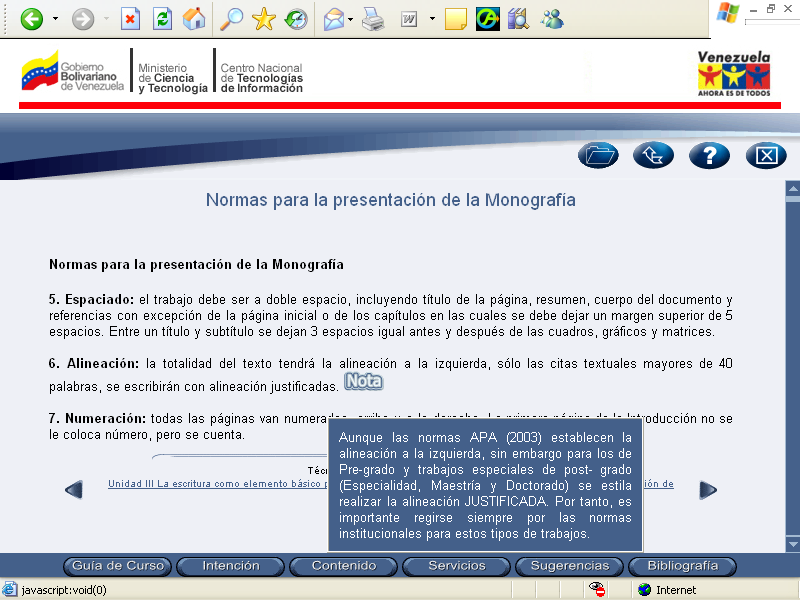 Gobierno
Bolivariano
de Venezuela
Ministerio
de Ciencia
y Tecnología
Centro Nacional
de Tecnologías
de Información
Venezuela
AHORA ES DE TODOS
Normas para la presentación de la Monografía
Normas para la presentación de la Monografía
5. Espaciado: el trabajo debe ser a doble espacio, incluyendo título de la página, resumen, cuerpo del documento y
referencias con excepción de la página inicial o de los capítulos en las cuales se debe dejar un margen superior de 5
espacios. Entre un título y subtítulo se dejan 3 espacios igual antes y después de las cuadros, gráficos y matrices.
6. Alineación: la totalidad del texto tendrá la alineación a la izquierda, sólo las citas textuales mayores de 40
palabras, se escribirán con alineación justificadas. Nota
7. Numeración: todas las páginas van numeradas, arriba y a la derecha. La primera página de la Introducción no se
le coloca número, pero se cuenta.
Aunque las normas APA (2003) establecen la
alineación a la izquierda, sin embargo para los de
Pre-grado y trabajos especiales de post- grado
(Especialidad, Maestría y Doctorado) se estila
realizar la alineación JUSTIFICADA. Por tanto, es
importante regirse siempre por las normas
institucionales para estos tipos de trabajos.
Técn
Unidad III La escritura como elemento básico p
ión de
Guía de Curso
Intención
Contenido
Servicios
Sugerencias
Bibliografía
javascript:void(0)
Internet